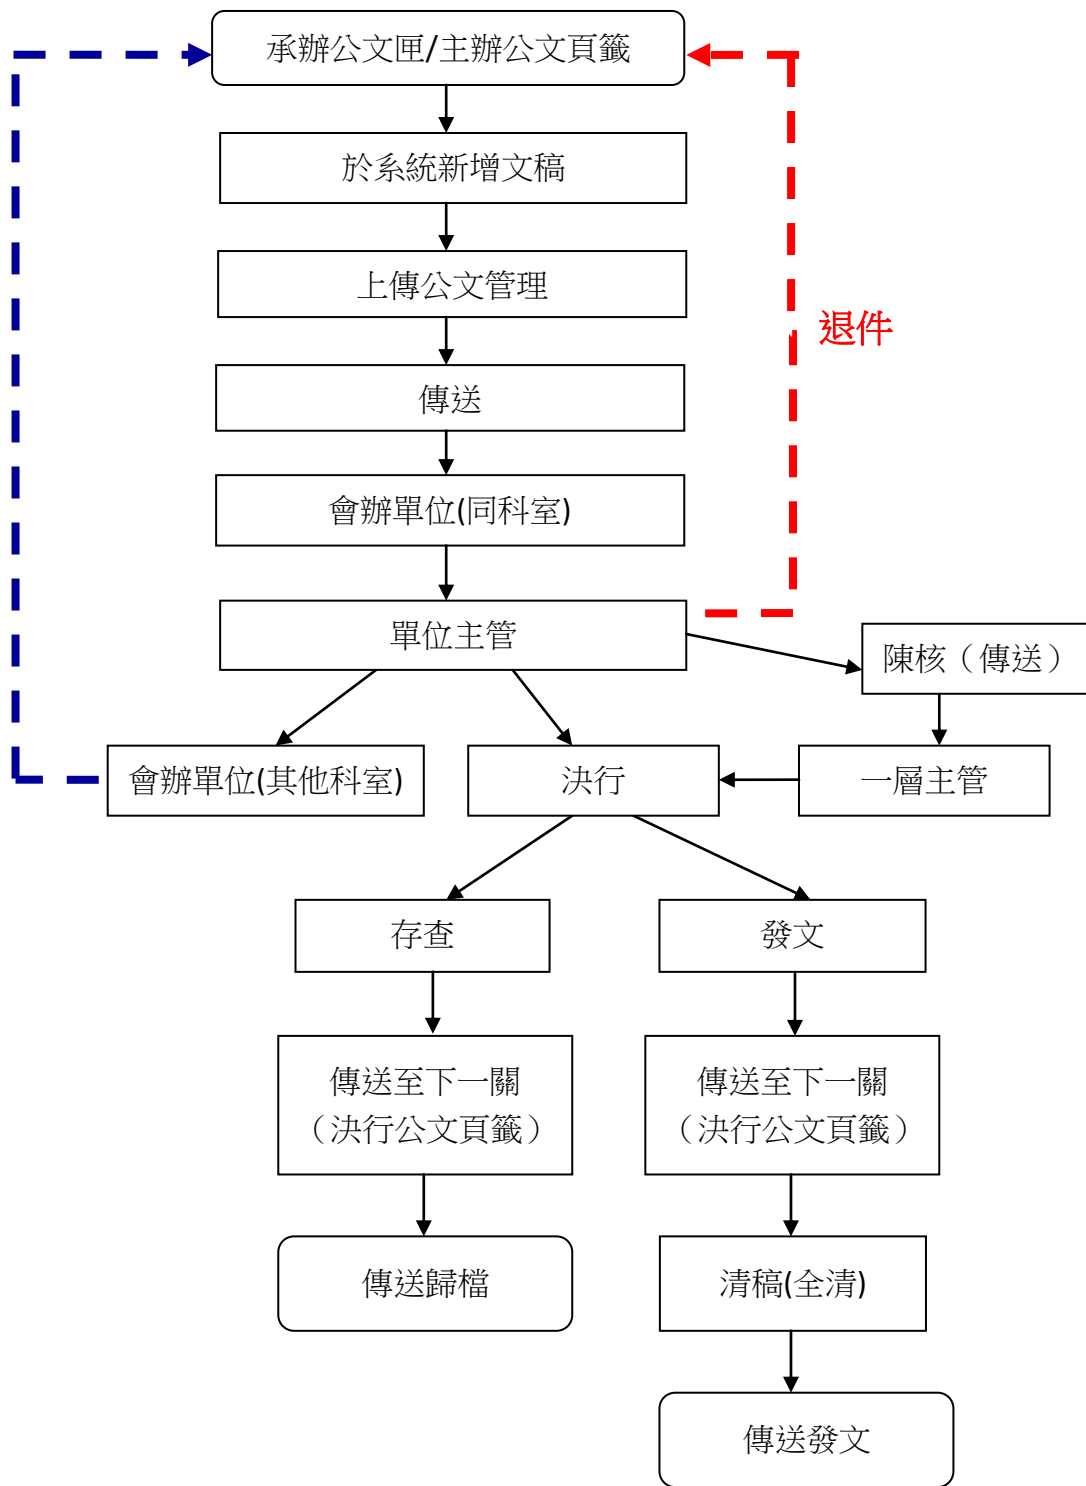 承辦公文匣/主辦公文頁籤
於系統新增文稿
上傳公文管理
退件
傳送
會辦單位(同科室)
單位主管
陳核（傳送）
會辦單位(其他科室)
決行
一層主管
存查
發文
傳送至下一關
（決行公文頁籤）
傳送至下一關
（決行公文頁籤）
傳送歸檔
清稿(全清)
傳送發文